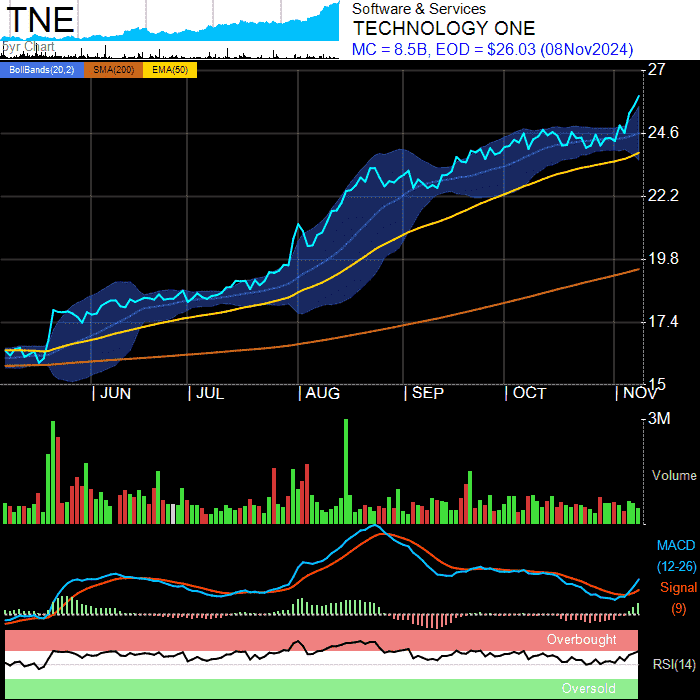 TNE
5yr Chart
Software & Services
TECHNOLOGY ONE
MC = 8.5B, EOD = $26.03 (08Nov2024)
BollBands(20,2) SMA(200) EMA(50)
27
24.6
22.2
19.8
17.4
15
JUN JUL AUG SEP OCT NOV
3M
Volume
MACD
(12-26)
Signal
(9)
Overbought
RSI(14)
Oversold